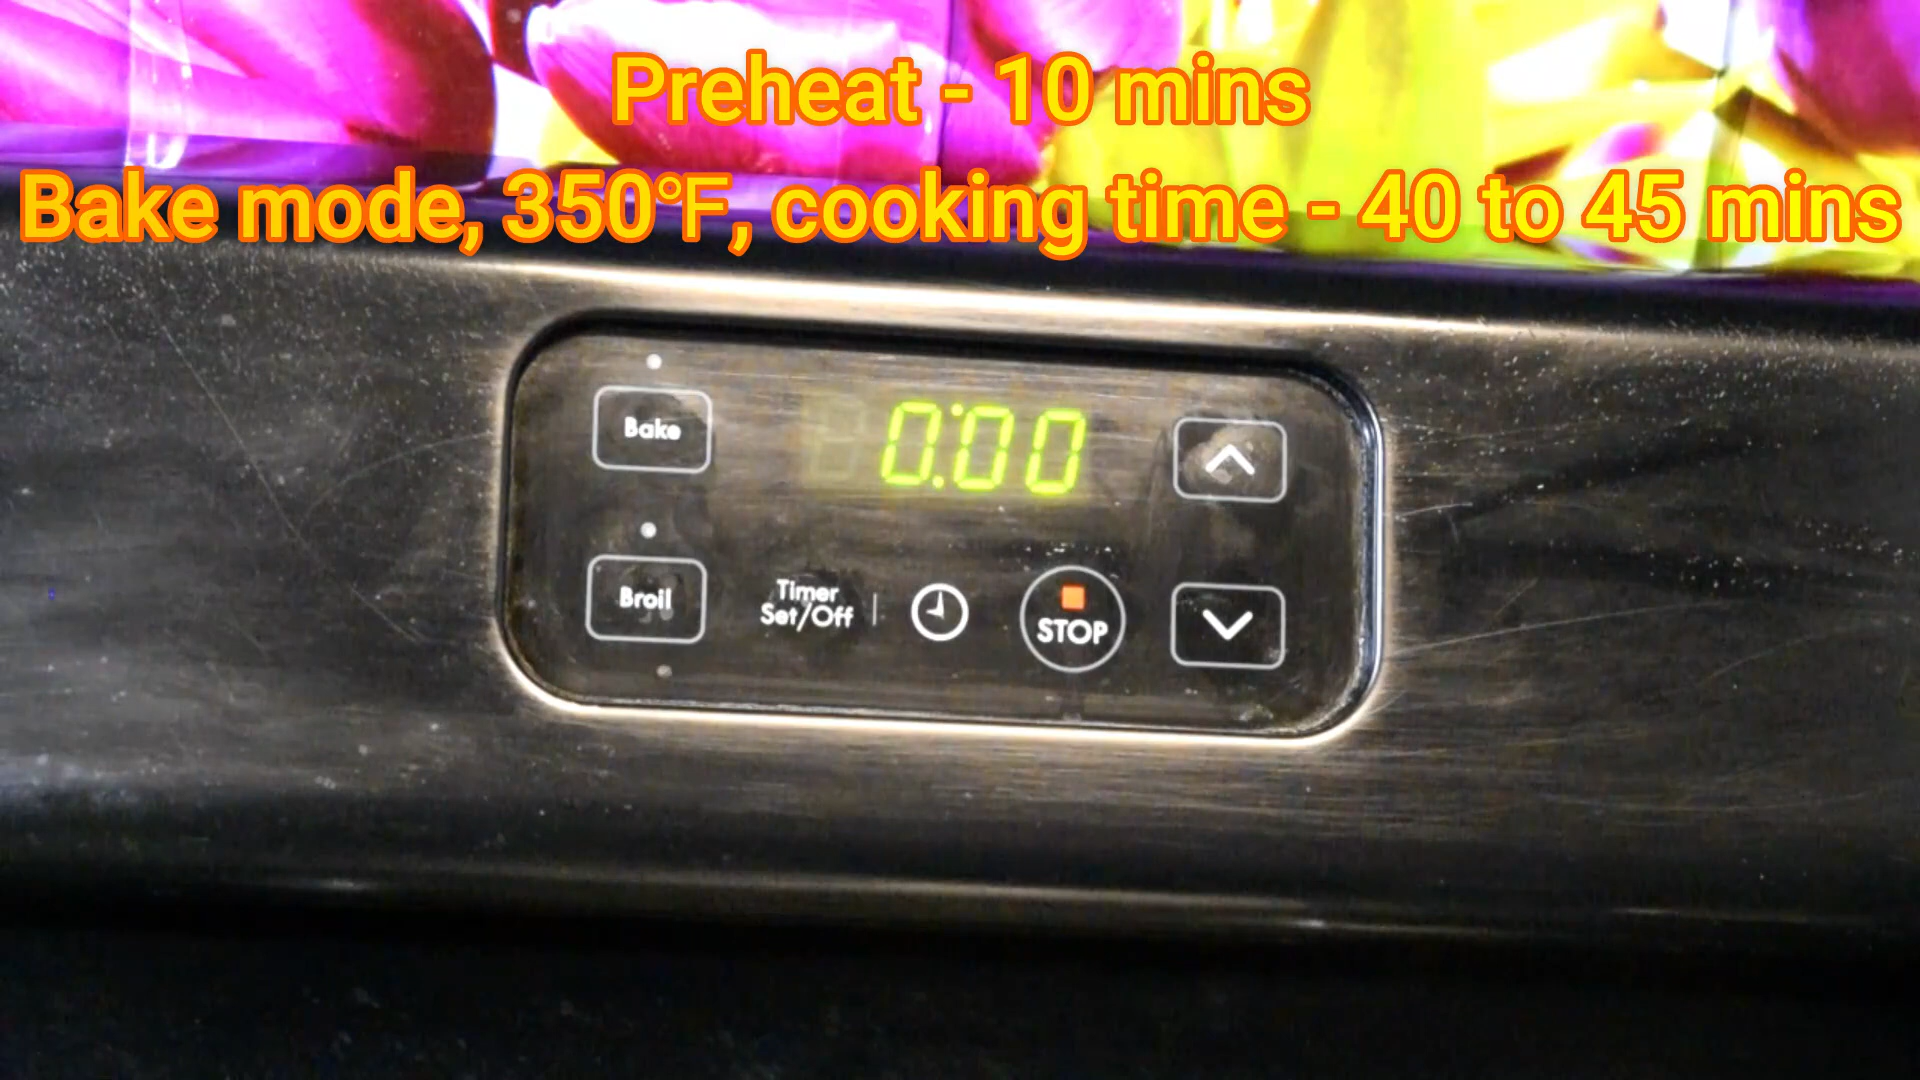 Preheat - 10 mins
Bake mode, 350°F, cooking time - 40 to 45 mins
Bake
0:00
Broil
Timer
Set/Off
STOP